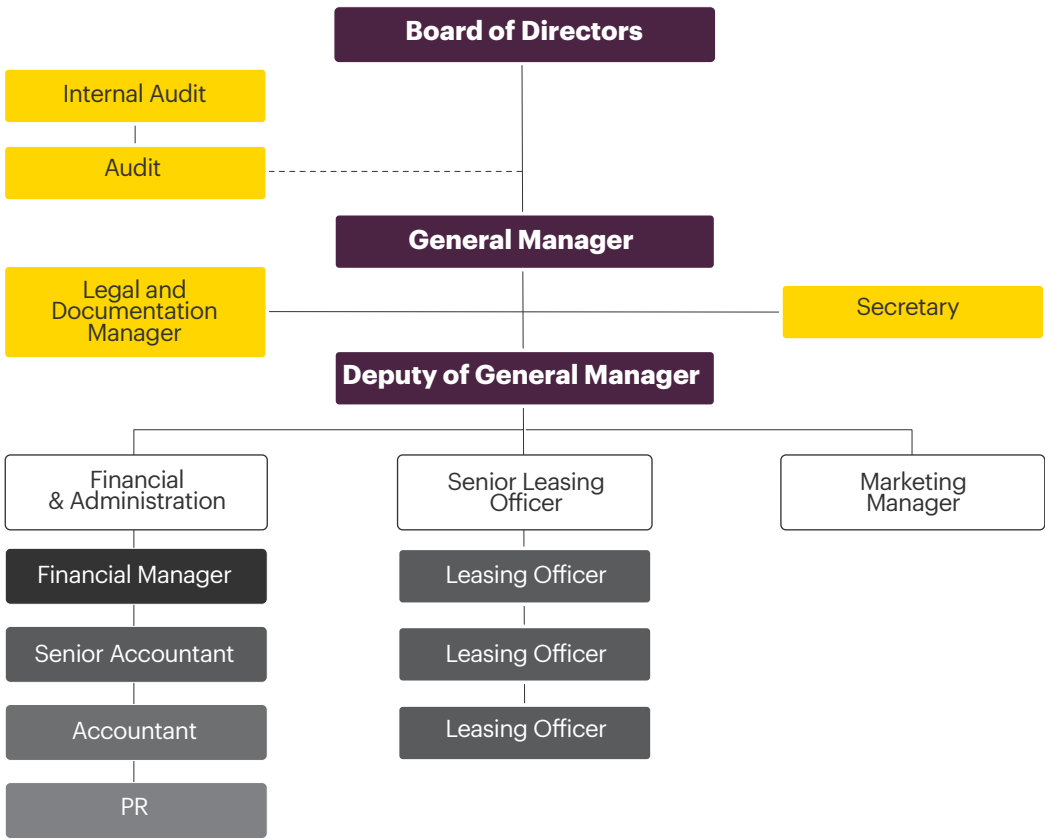 Board of Directors
Internal Audit
Audit
General Manager
Legal and
Documentation
Manager
Secretary
Deputy of General Manager
Financial
& Administration
Senior Leasing
Officer
Marketing
Manager
Financial Manager
Leasing Officer
Senior Accountant
Leasing Officer
Accountant
Leasing Officer
PR